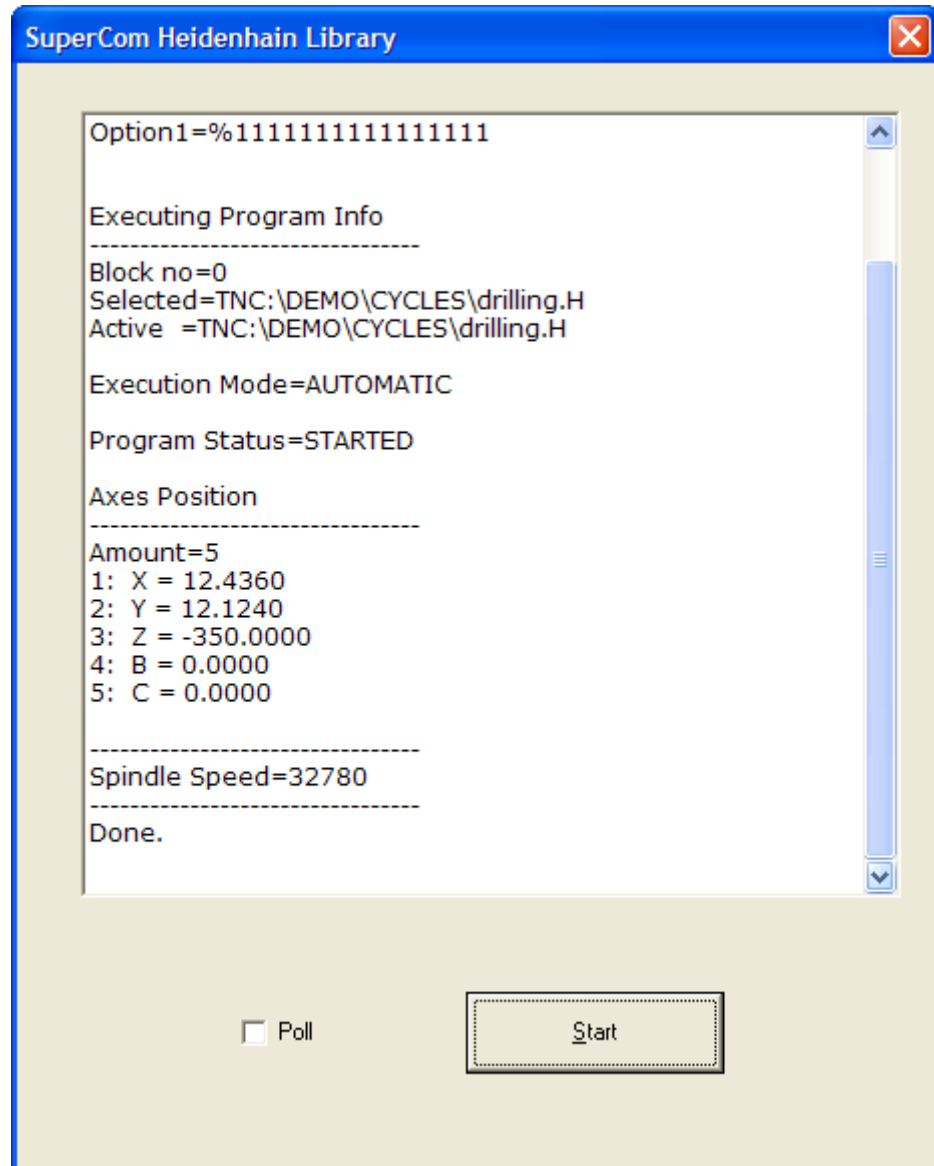 SuperCom Heidenhain Library
Option1=%1111111111111111
Executing Program Info
---------------------------------
Block no=0
Selected=TNC:\DEMO\CYCLES\drilling.H
Active  =TNC:\DEMO\CYCLES\drilling.H
Execution Mode=AUTOMATIC
Program Status=STARTED
Axes Position
---------------------------------
Amount=5
1:  X = 12.4360
2:  Y = 12.1240
3:  Z = -350.0000
4:  B = 0.0000
5:  C = 0.0000
---------------------------------
Spindle Speed=32780
---------------------------------
Done.
Poll
Start